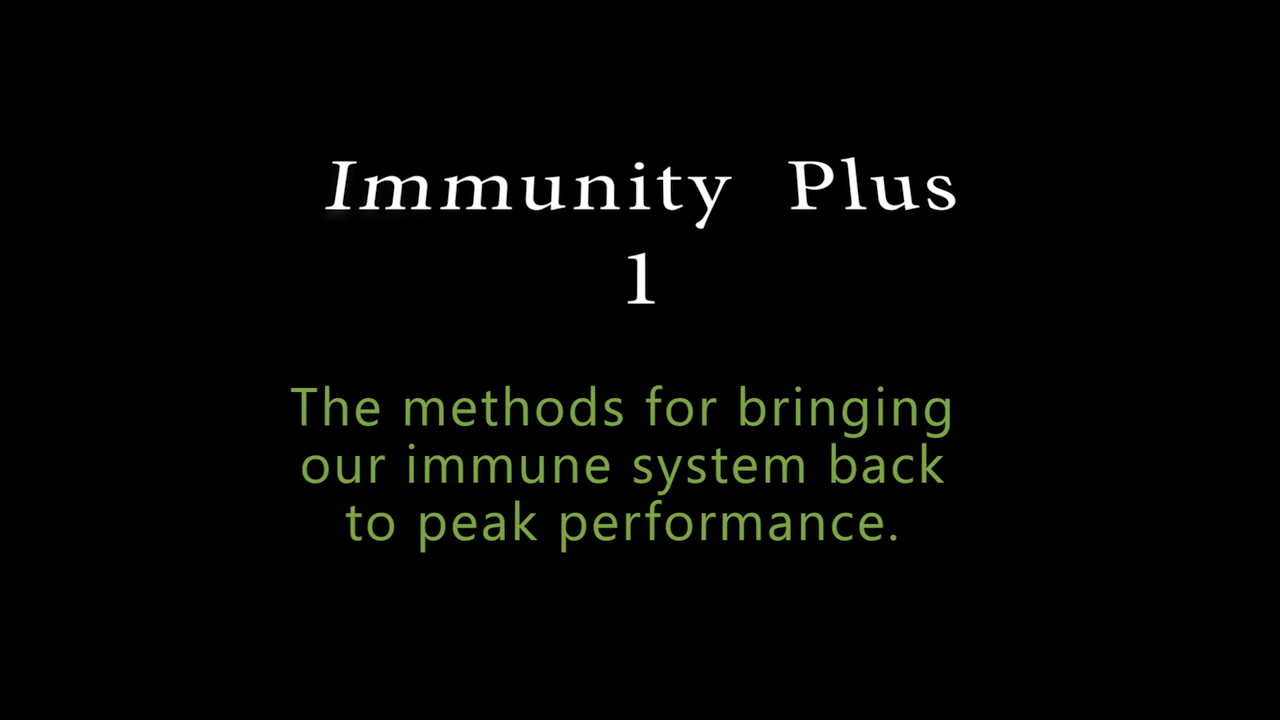 Immunity Plus
1
The methods for bringing
our immune system back
to peak performance.